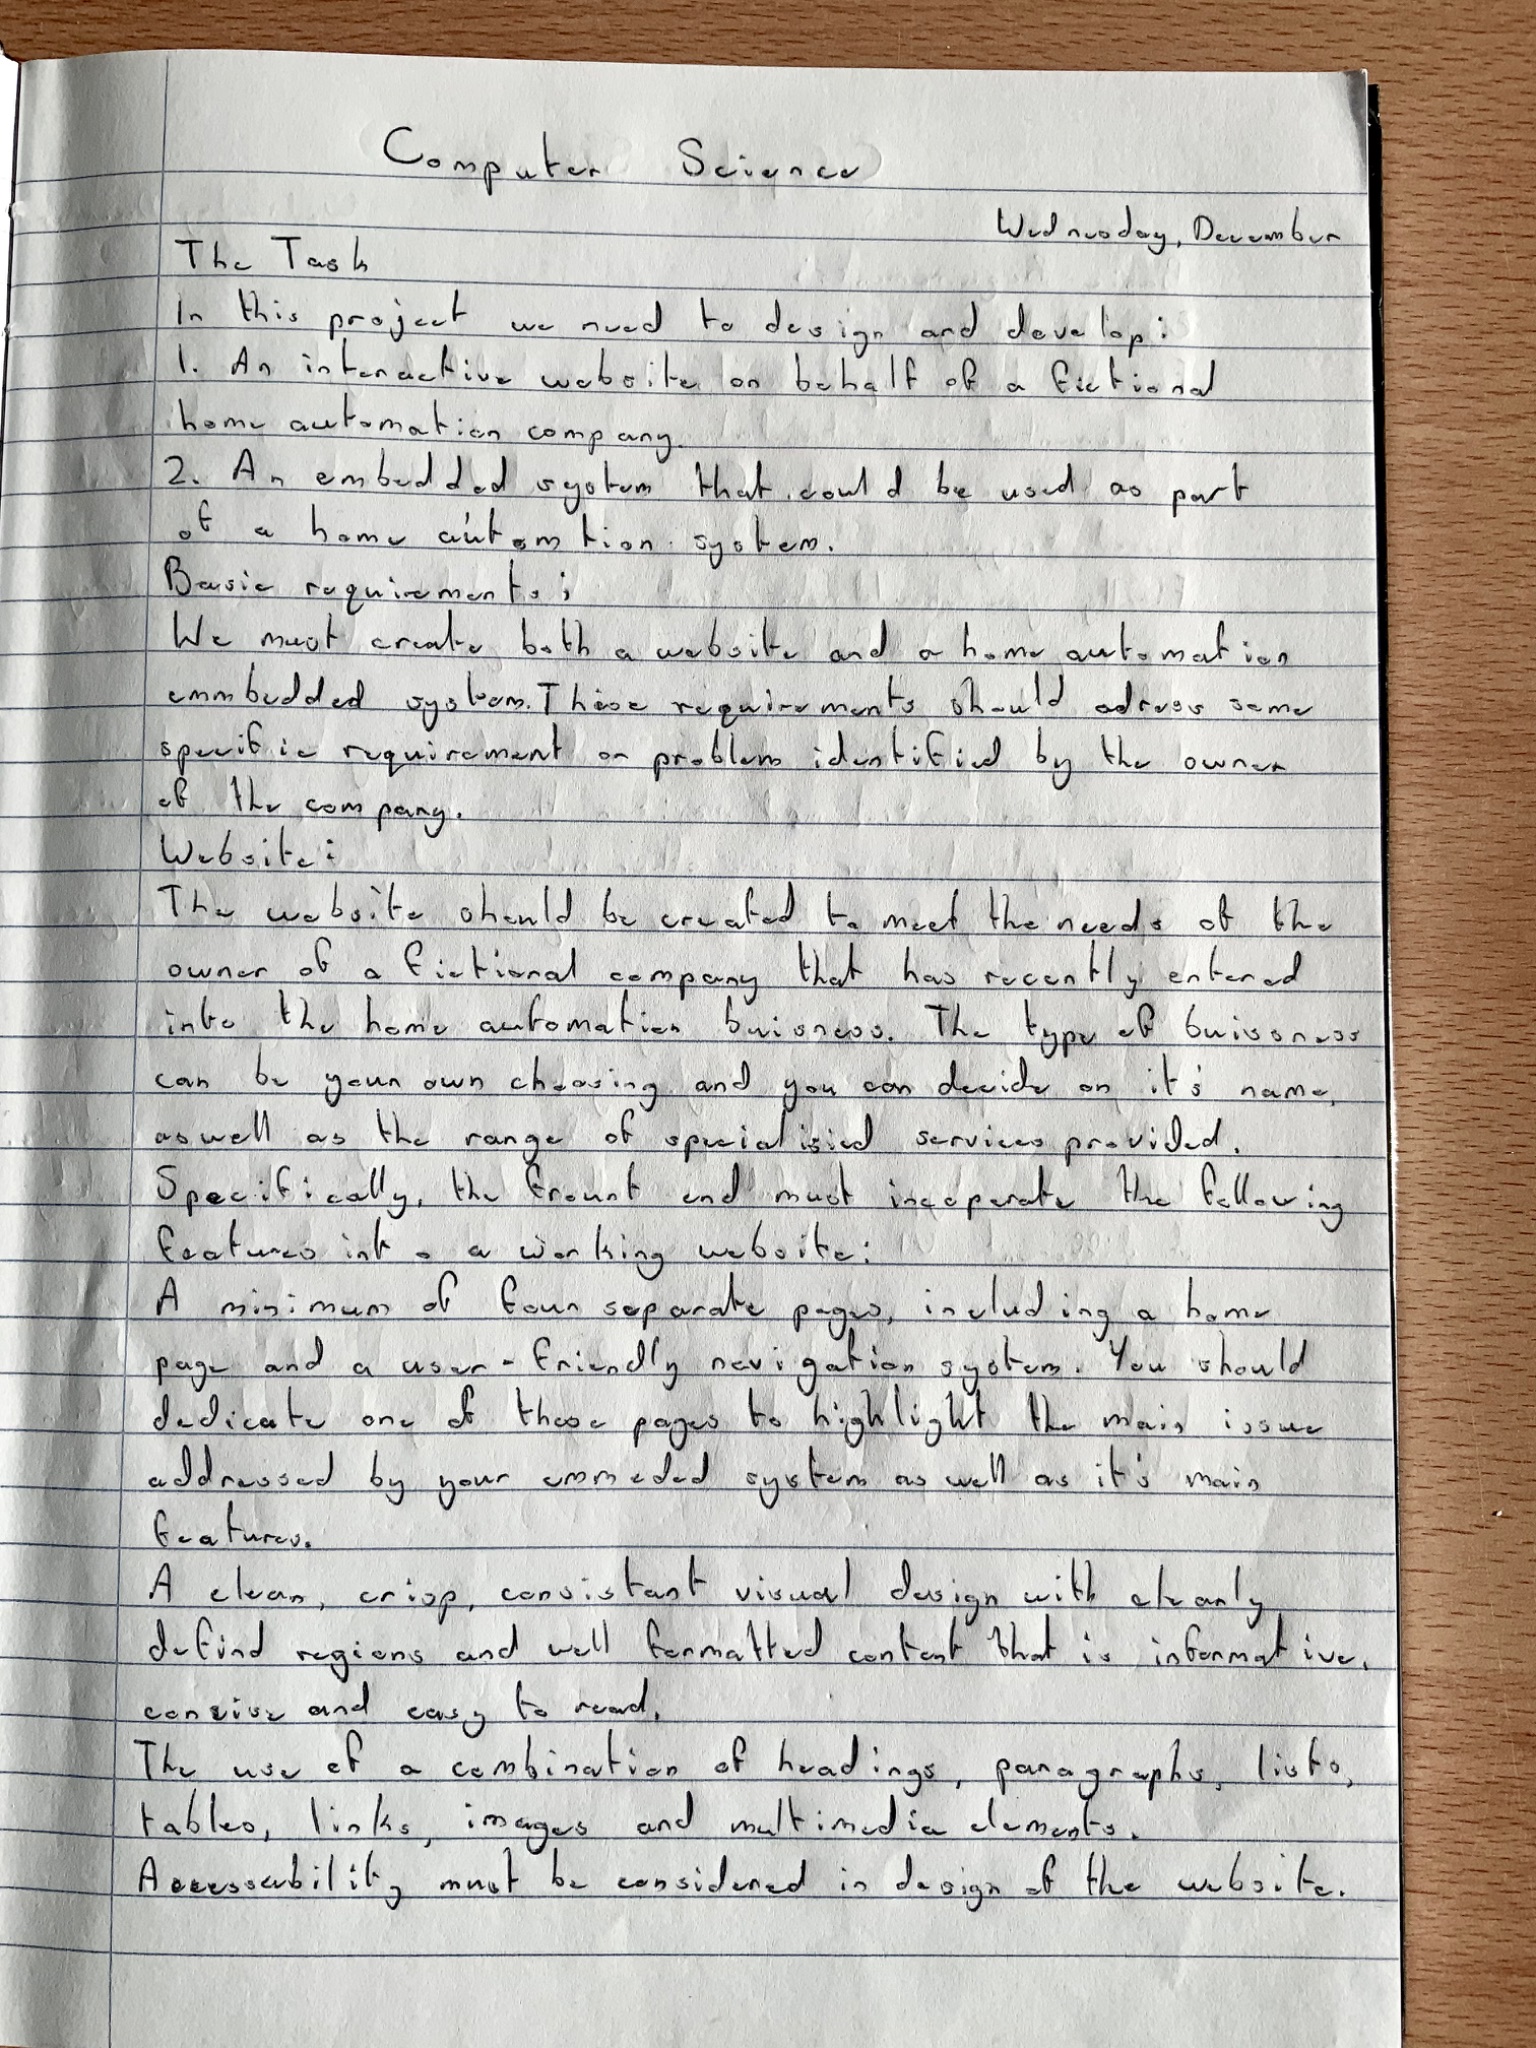 Computer Science
Wednesday, December
The Task
In this project we need to design and develop:
1. An interactive website on behalf of a fictional
home automation company.
2. An embedded system that could be used as part
of a home automtion system.
Basic requirements;
We must create both a website and a home automation
emmbedded system. These requirements should adress some
specific requirement or problem identified by the owner
of the company.
Website:
The website should be created to meet the needs of the
owner of a fictional company that has recently entered
into the home automation buisness. The type of buissness
can be your own choosing and you can decide on it's name,
aswell as the range of specialisied services provided.
Specifically, the frount end must incoperate the following
features into a working website:
A minimum of four separate pages, including a home
page and a user-friendly navigation system. You should
dedicate one of these pages to highlight the main issue
addressed by your emmeded system as well as it's main
features.
A clean, crisp, consistant visual design with clearly
defind regions and well formatted content that is informative,
concise and easy to read.
The use of a combination of headings, paragraphs, lists,
tables, links, images and multimedia elements.
Accessability must be considered in design of the website.